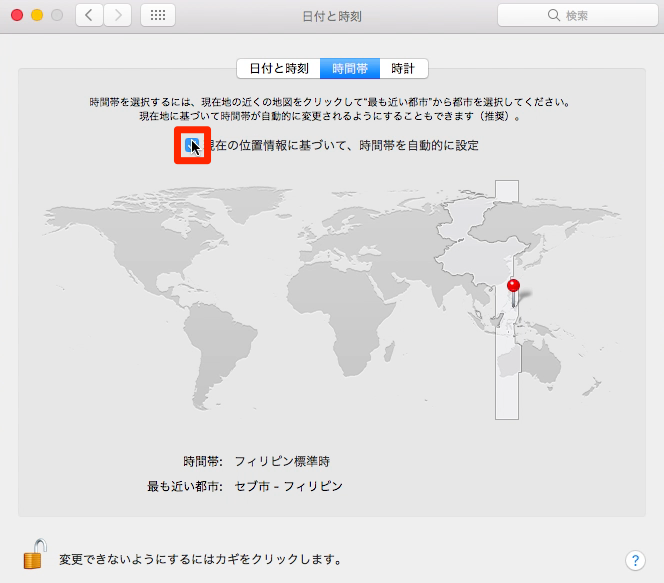 日付と時刻
検索
日付と時刻 時間帯 時計
時間帯を選択するには、現在地の近くの地図をクリックして“最も近い都市”から都市を選択してください。
現在地に基づいて時間帯が自動的に変更されるようにすることもできます（推奨）。
現在の位置情報に基づいて、時間帯を自動的に設定
時間帯: フィリピン標準時
最も近い都市: セブ市 – フィリピン
変更できないようにするにはカギをクリックします。
?